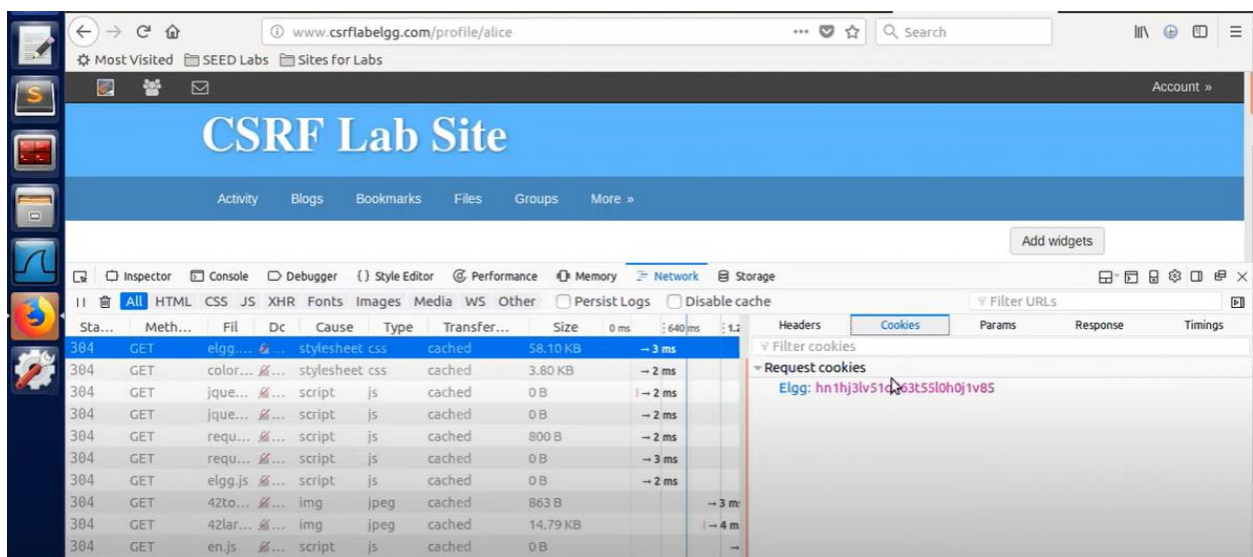 www.csrflabelgg.com/profile/alice
Search
Most Visited SEED Labs Sites for Labs
Account »
CSRF Lab Site
Activity Blogs Bookmarks Files Groups More »
Add widgets
Inspector Console Debugger {} Style Editor Performance Memory Network Storage
All HTML CSS JS XHR Fonts Images Media WS Other Persist Logs Disable cache Filter URLs
Sta... Meth... Fil Dc Cause Type Transfer... Size 0 ms 640 ms Headers Cookies Params Response Timings
304 GET elgg.... stylesheet css cached 58.10 KB → 3 ms Filter cookies
304 GET color... stylesheet css cached 3.80 KB → 2 ms Request cookies
304 GET jque... script js cached 0 B → 2 ms Elgg:
304 GET jque... script js cached 0 B → 2 ms
304 GET requ... script js cached 800 B → 2 ms
304 GET requ... script js cached 0 B → 3 ms
304 GET elgg.js script js cached 0 B → 2 ms
304 GET 42to... img jpeg cached 863 B → 3 ms
304 GET 42lar... img jpeg cached 14.79 KB → 4 m
304 GET en.js script js cached 0 B →